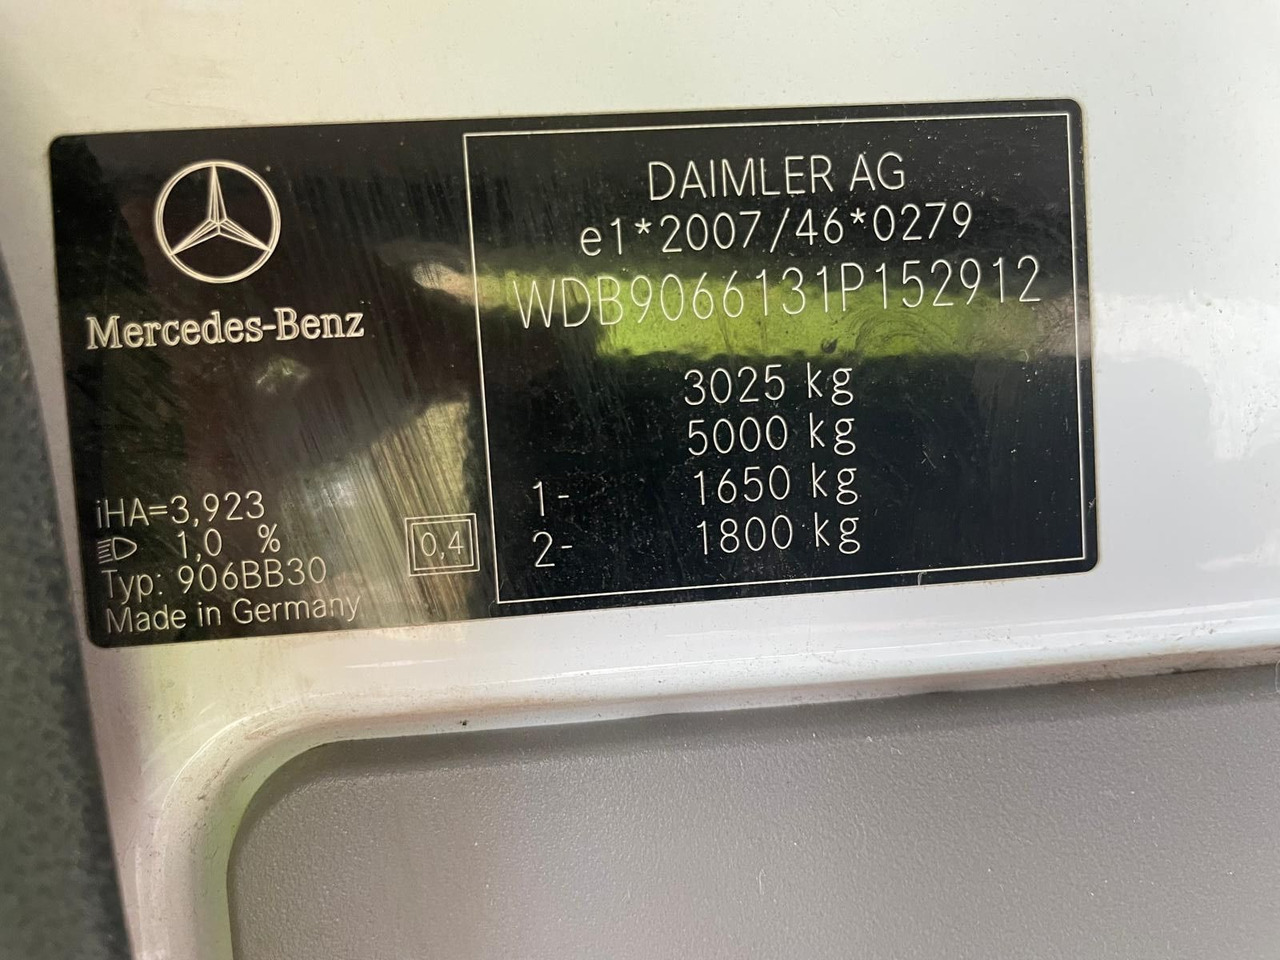 Mercedes-Benz
iHA=3,923
1,0 %
Typ: 906BB30
Made in Germany
0,4
DAIMLER AG
e1*2007/46*0279
WDB9066131P152912
3025 kg
5000 kg
1- 1650 kg
2- 1800 kg